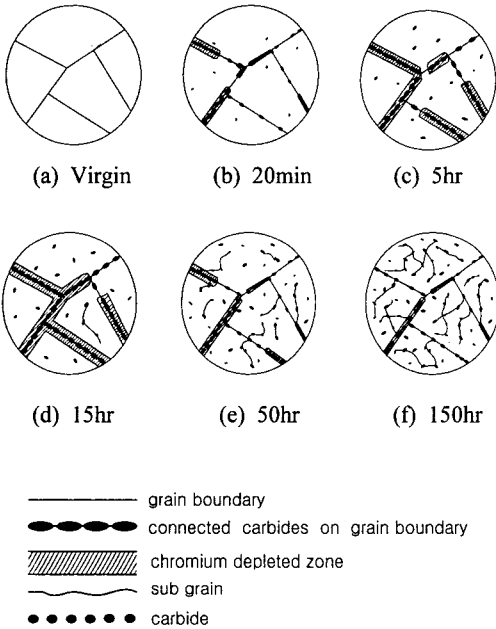 (a) Virgin
(b) 20min
(c) 5hr
(d) 15hr
(e) 50hr
(f) 150hr
grain boundary
connected carbides on grain boundary
chromium depleted zone
sub grain
carbide